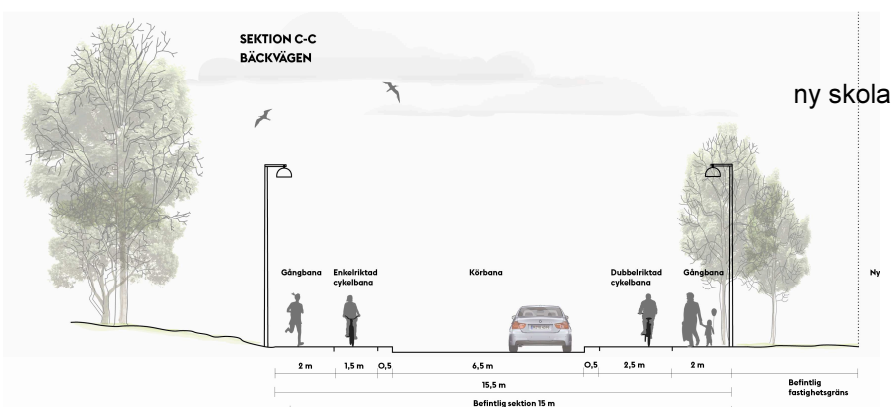 SEKTION C-C
BÄCKVÄGEN
ny skola
Gångbana
Enkelriktad
cykelbana
Körbana
Dubbelriktad
cykelbana
Gångbana
Ny
2 m
1,5 m
0,5
6,5 m
0,5
2,5 m
2 m
15,5 m
Befintlig
fastighetsgräns
Befintlig sektion 15 m